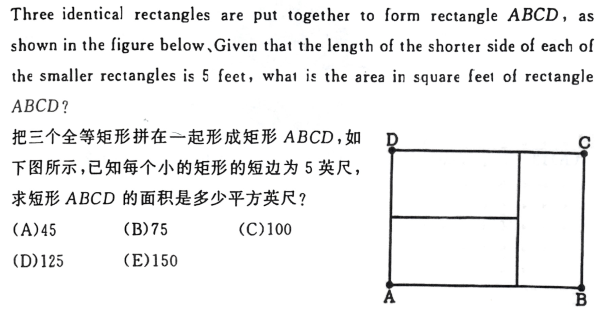 Three identical rectangles are put together to form rectangle ABCD, as
shown in the figure below、Given that the length of the shorter side of each of
the smaller rectangles is 5 feet, what is the area in square feet of rectangle
ABCD?
把三个全等矩形拼在一起形成矩形 ABCD,如
下图所示,已知每个小的矩形的短边为 5 英尺,
求短形 ABCD 的面积是多少平方英尺?
(A)45 (B)75 (C)100
(D)125 (E)150
D C
A B